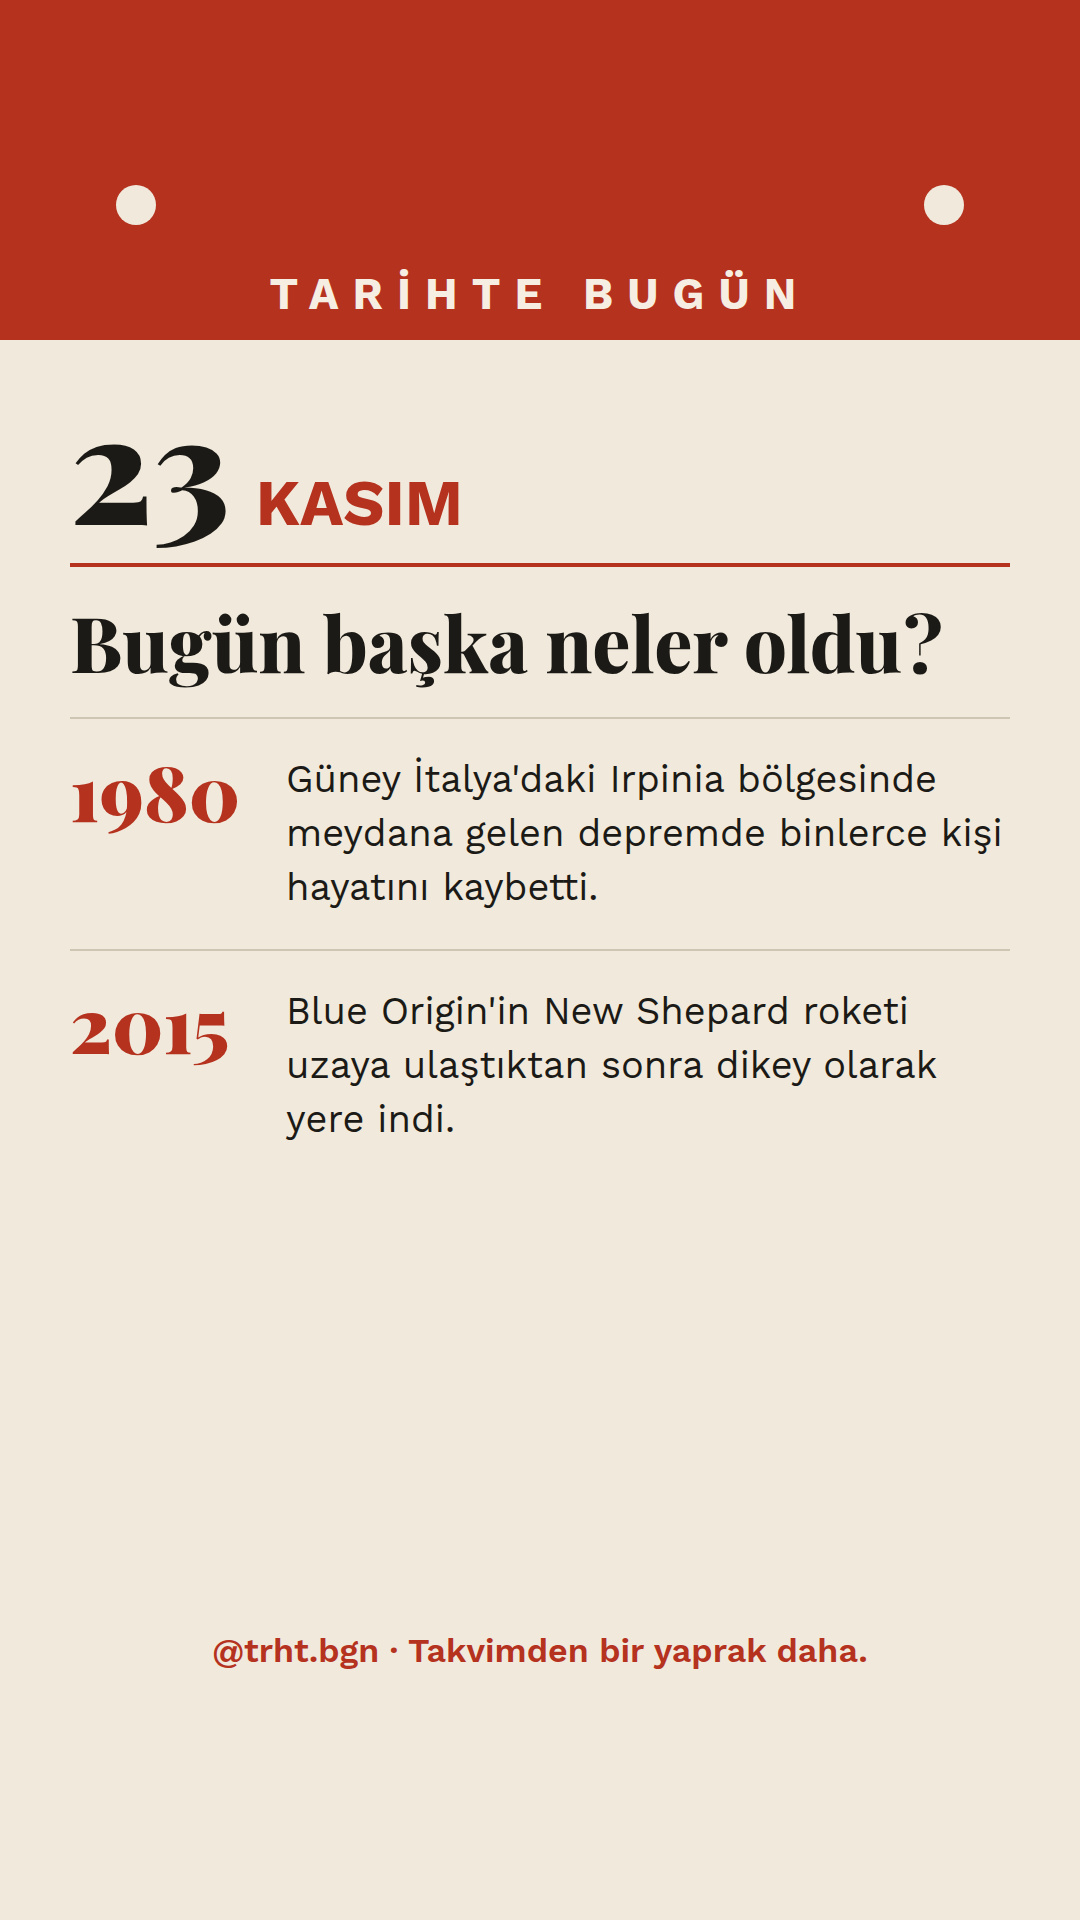 TARİHTE BUGÜN
23 KASIM
Bugün başka neler oldu?
1980
Güney İtalya'daki Irpinia bölgesinde
meydana gelen depremde binlerce kişi
hayatını kaybetti.
2015
Blue Origin'in New Shepard roketi
uzaya ulaştıktan sonra dikey olarak
yere indi.
@trht.bgn · Takvimden bir yaprak daha.